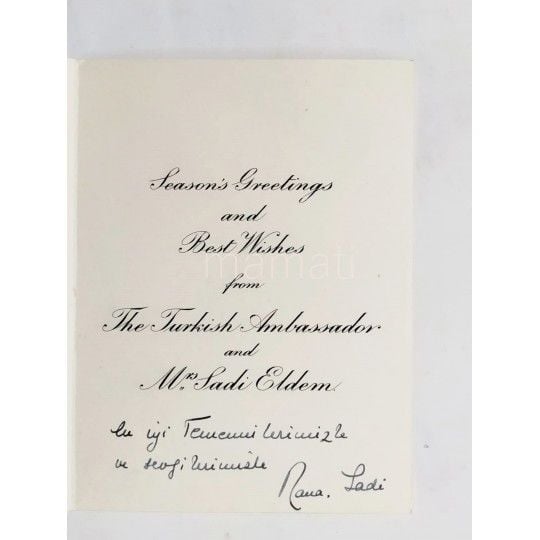 Season's Greetings
and
Best Wishes
mamati
from
The Turkish Ambassador
and
Mrs Sadi Eldem.
En iyi Temennilerimizle
ve sevgilerimizle
Rana. Sadi